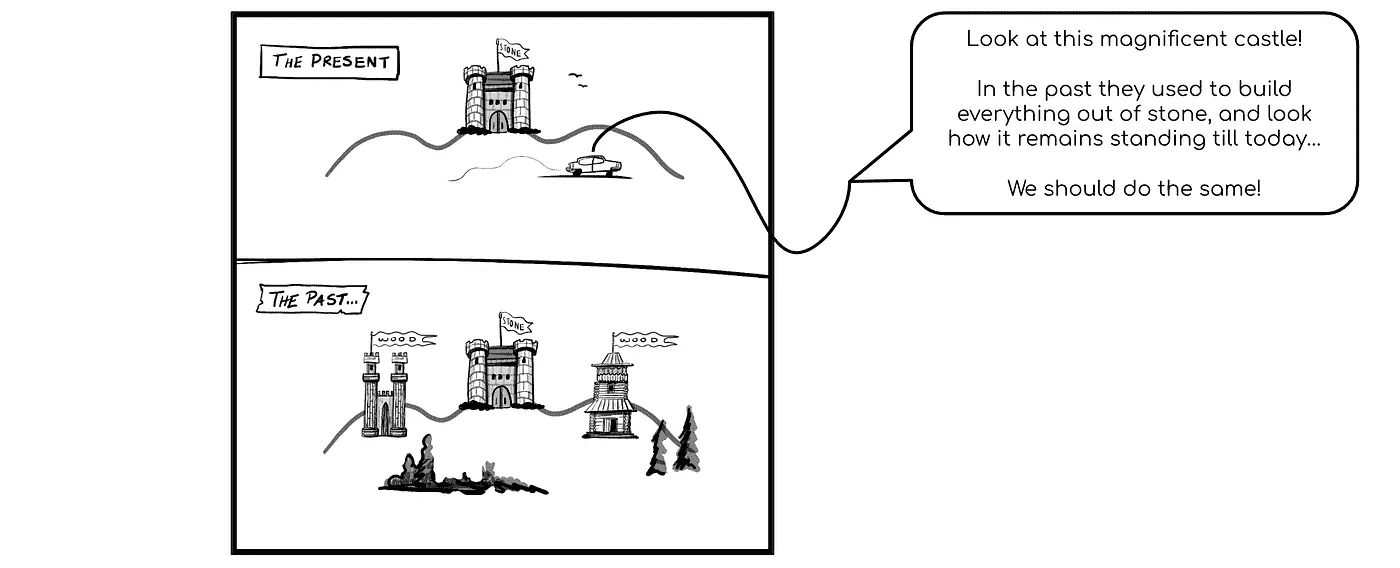 THE PRESENT
STONE
Look at this magnificent castle!
In the past they used to build
everything out of stone, and look
how it remains standing till today...
We should do the same!
THE PAST...
WOOD
STONE
WOOD